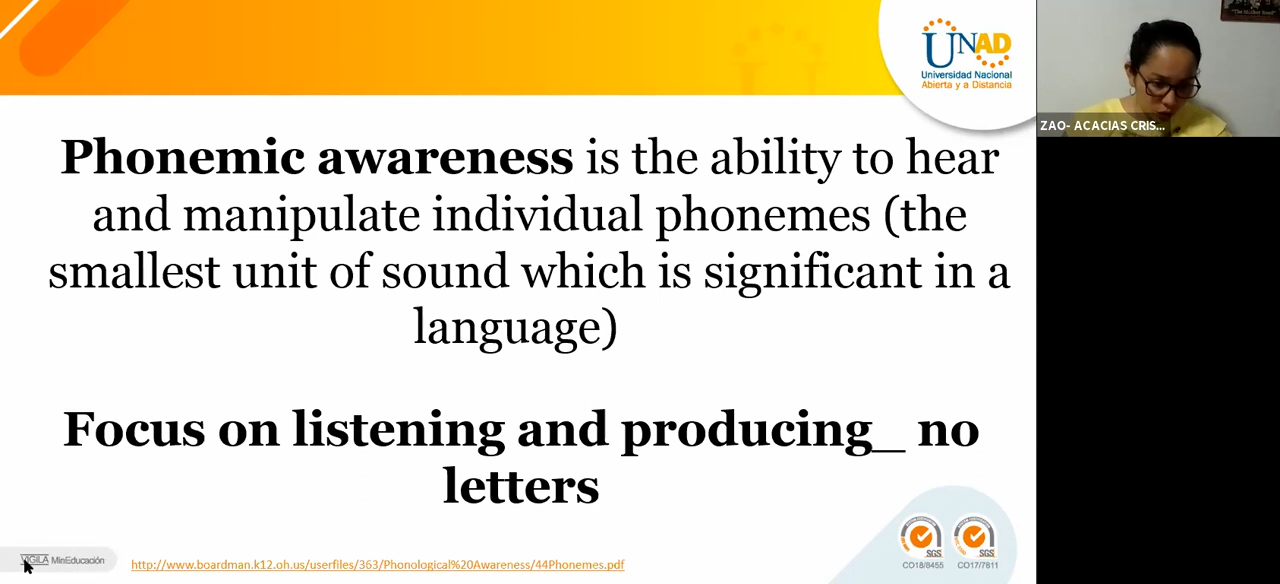 UNAD
Universidad Nacional
Abierta y a Distancia
ZAO- ACACIAS CRIS...
Phonemic awareness is the ability to hear
and manipulate individual phonemes (the
smallest unit of sound which is significant in a
language)
Focus on listening and producing_ no
letters
VIGILA MinEducación
http://www.boardman.k12.oh.us/userfiles/363/Phonological%20Awareness/44Phonemes.pdf
SGS SGS
CO18/8455 CO17/7811